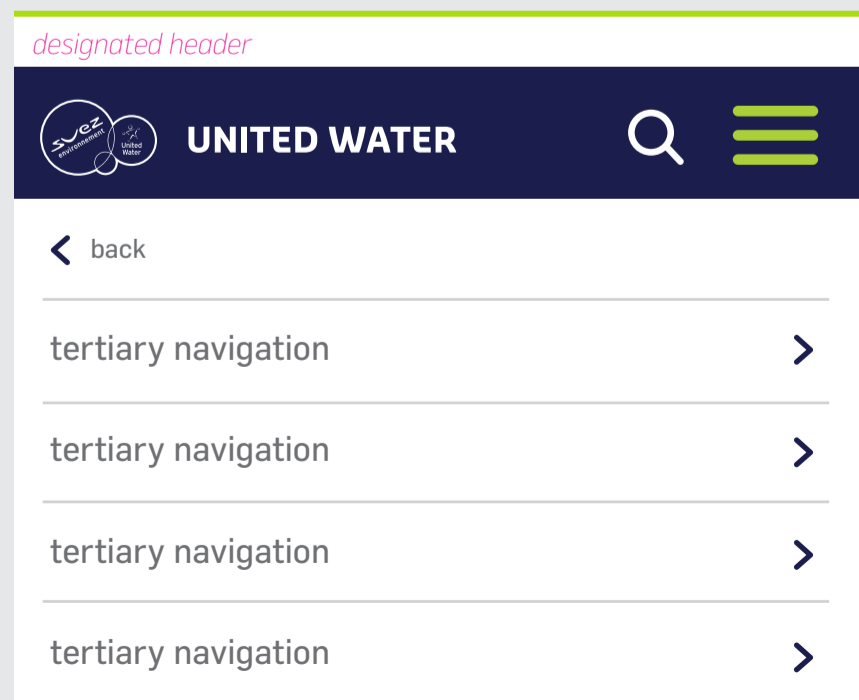 designated header
suez
environnement
United
Water
UNITED WATER
back
tertiary navigation
tertiary navigation
tertiary navigation
tertiary navigation